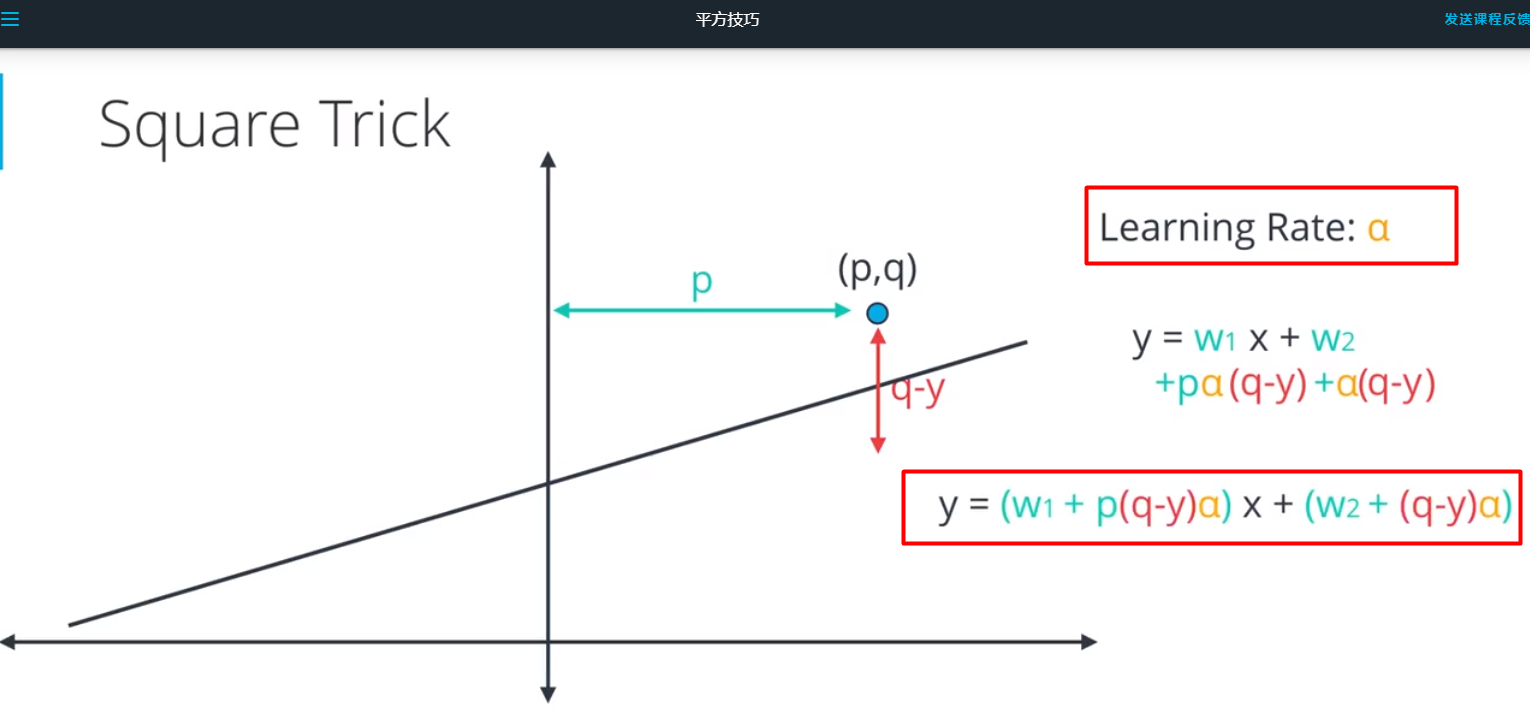 平方技巧
发送课程反馈
Square Trick
Learning Rate: α
(p,q)
p
y = w1 x + w2
+pα(q-y) +α(q-y)
q-y
y = (w1 + p(q-y)α) x + (w2 + (q-y)α)